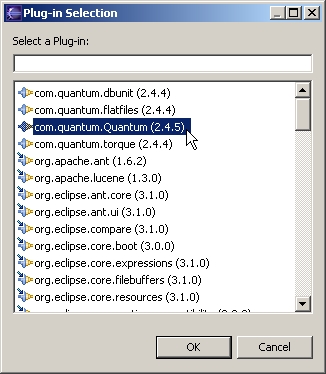 Plug-in Selection
Select a Plug-in:
com.quantum.dbunit (2.4.4)
com.quantum.flatfiles (2.4.4)
com.quantum.Quantum (2.4.5)
com.quantum.torque (2.4.4)
org.apache.ant (1.6.2)
org.apache.lucene (1.3.0)
org.eclipse.ant.core (3.1.0)
org.eclipse.ant.ui (3.1.0)
org.eclipse.compare (3.1.0)
org.eclipse.core.boot (3.0.0)
org.eclipse.core.expressions (3.1.0)
org.eclipse.core.filebuffers (3.1.0)
org.eclipse.core.resources (3.1.0)
OK
Cancel